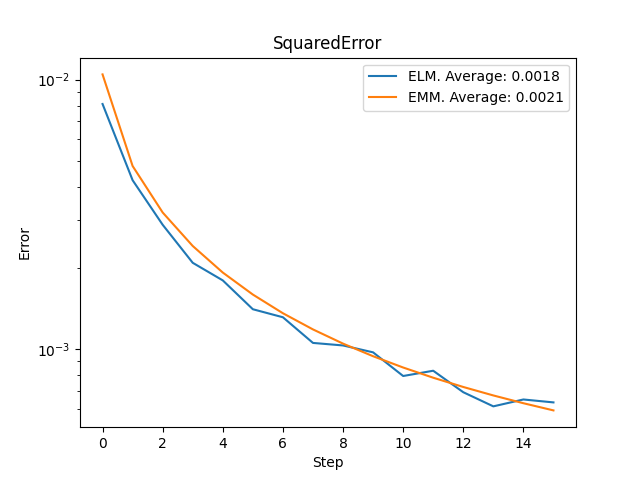 SquaredError
ELM. Average: 0.0018
EMM. Average: 0.0021
10⁻²
10⁻³
Error
0 2 4 6 8 10 12 14
Step